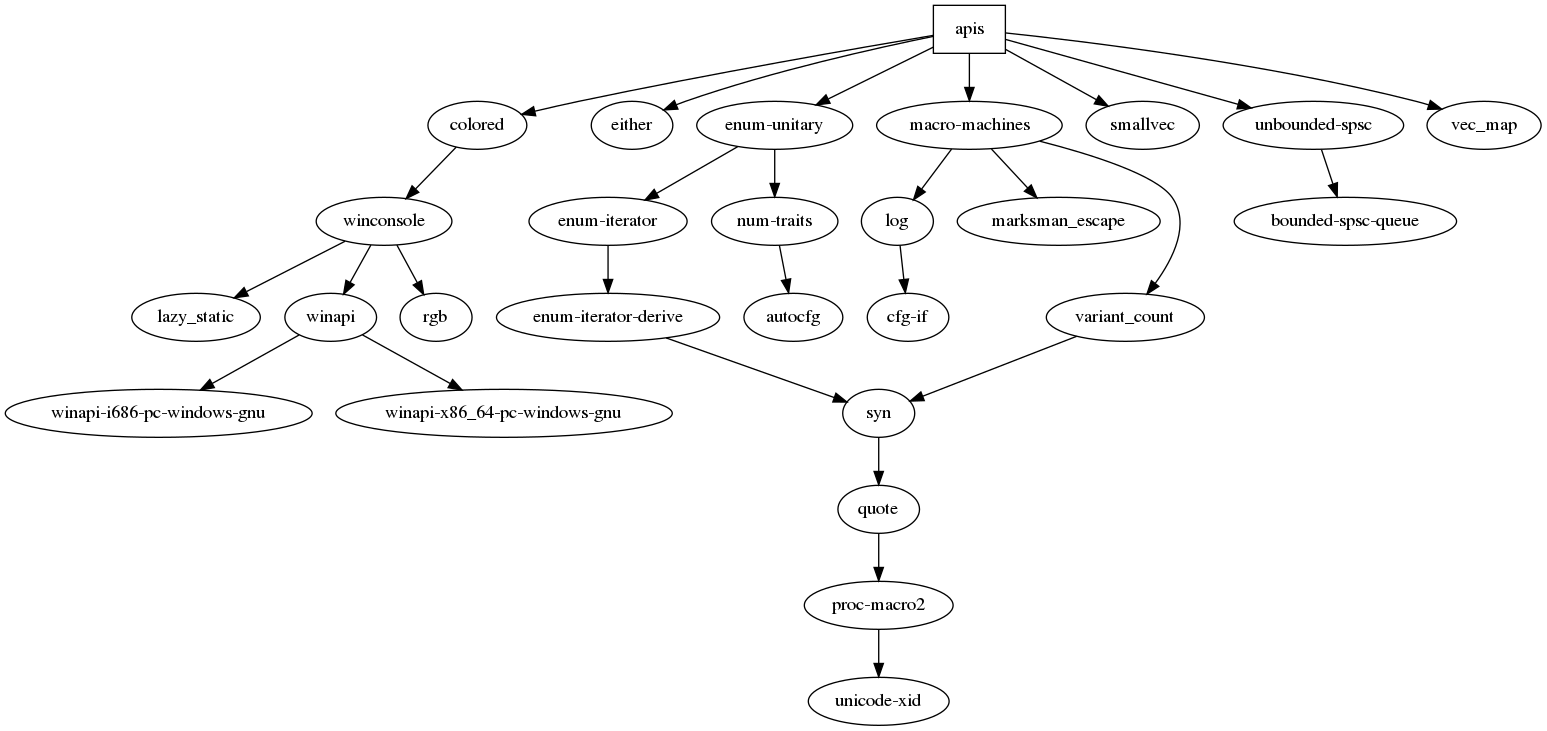 apis
colored
either
enum-unitary
macro-machines
smallvec
unbounded-spsc
vec_map
winconsole
enum-iterator
num-traits
log
marksman_escape
bounded-spsc-queue
lazy_static
winapi
rgb
enum-iterator-derive
autocfg
cfg-if
variant_count
winapi-i686-pc-windows-gnu
winapi-x86_64-pc-windows-gnu
syn
quote
proc-macro2
unicode-xid